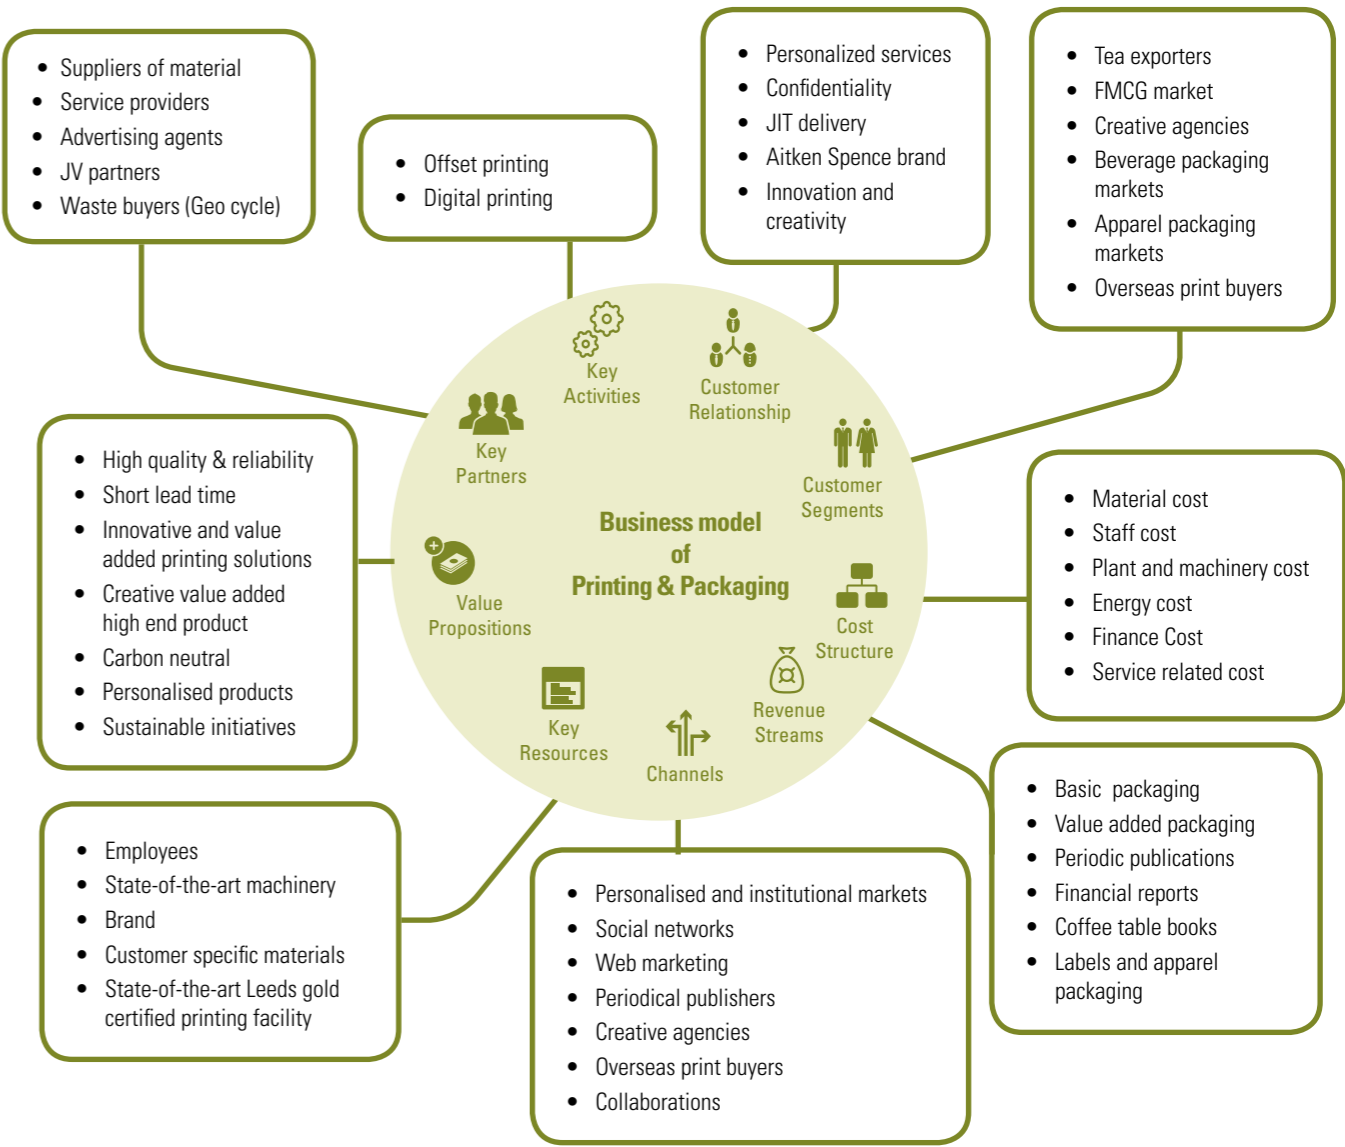 • Suppliers of material
• Service providers
• Advertising agents
• JV partners
• Waste buyers (Geo cycle)
• Offset printing
• Digital printing
• Personalized services
• Confidentiality
• JIT delivery
• Aitken Spence brand
• Innovation and
creativity
• Tea exporters
• FMCG market
• Creative agencies
• Beverage packaging
markets
• Apparel packaging
markets
• Overseas print buyers
Key
Activities
Customer
Relationship
Key
Partners
Customer
Segments
Business model
of
Printing & Packaging
Value
Propositions
Cost
Structure
Key
Resources
Channels
Revenue
Streams
• High quality & reliability
• Short lead time
• Innovative and value
added printing solutions
• Creative value added
high end product
• Carbon neutral
• Personalised products
• Sustainable initiatives
• Material cost
• Staff cost
• Plant and machinery cost
• Energy cost
• Finance Cost
• Service related cost
• Employees
• State-of-the-art machinery
• Brand
• Customer specific materials
• State-of-the-art Leeds gold
certified printing facility
• Personalised and institutional markets
• Social networks
• Web marketing
• Periodical publishers
• Creative agencies
• Overseas print buyers
• Collaborations
• Basic packaging
• Value added packaging
• Periodic publications
• Financial reports
• Coffee table books
• Labels and apparel
packaging